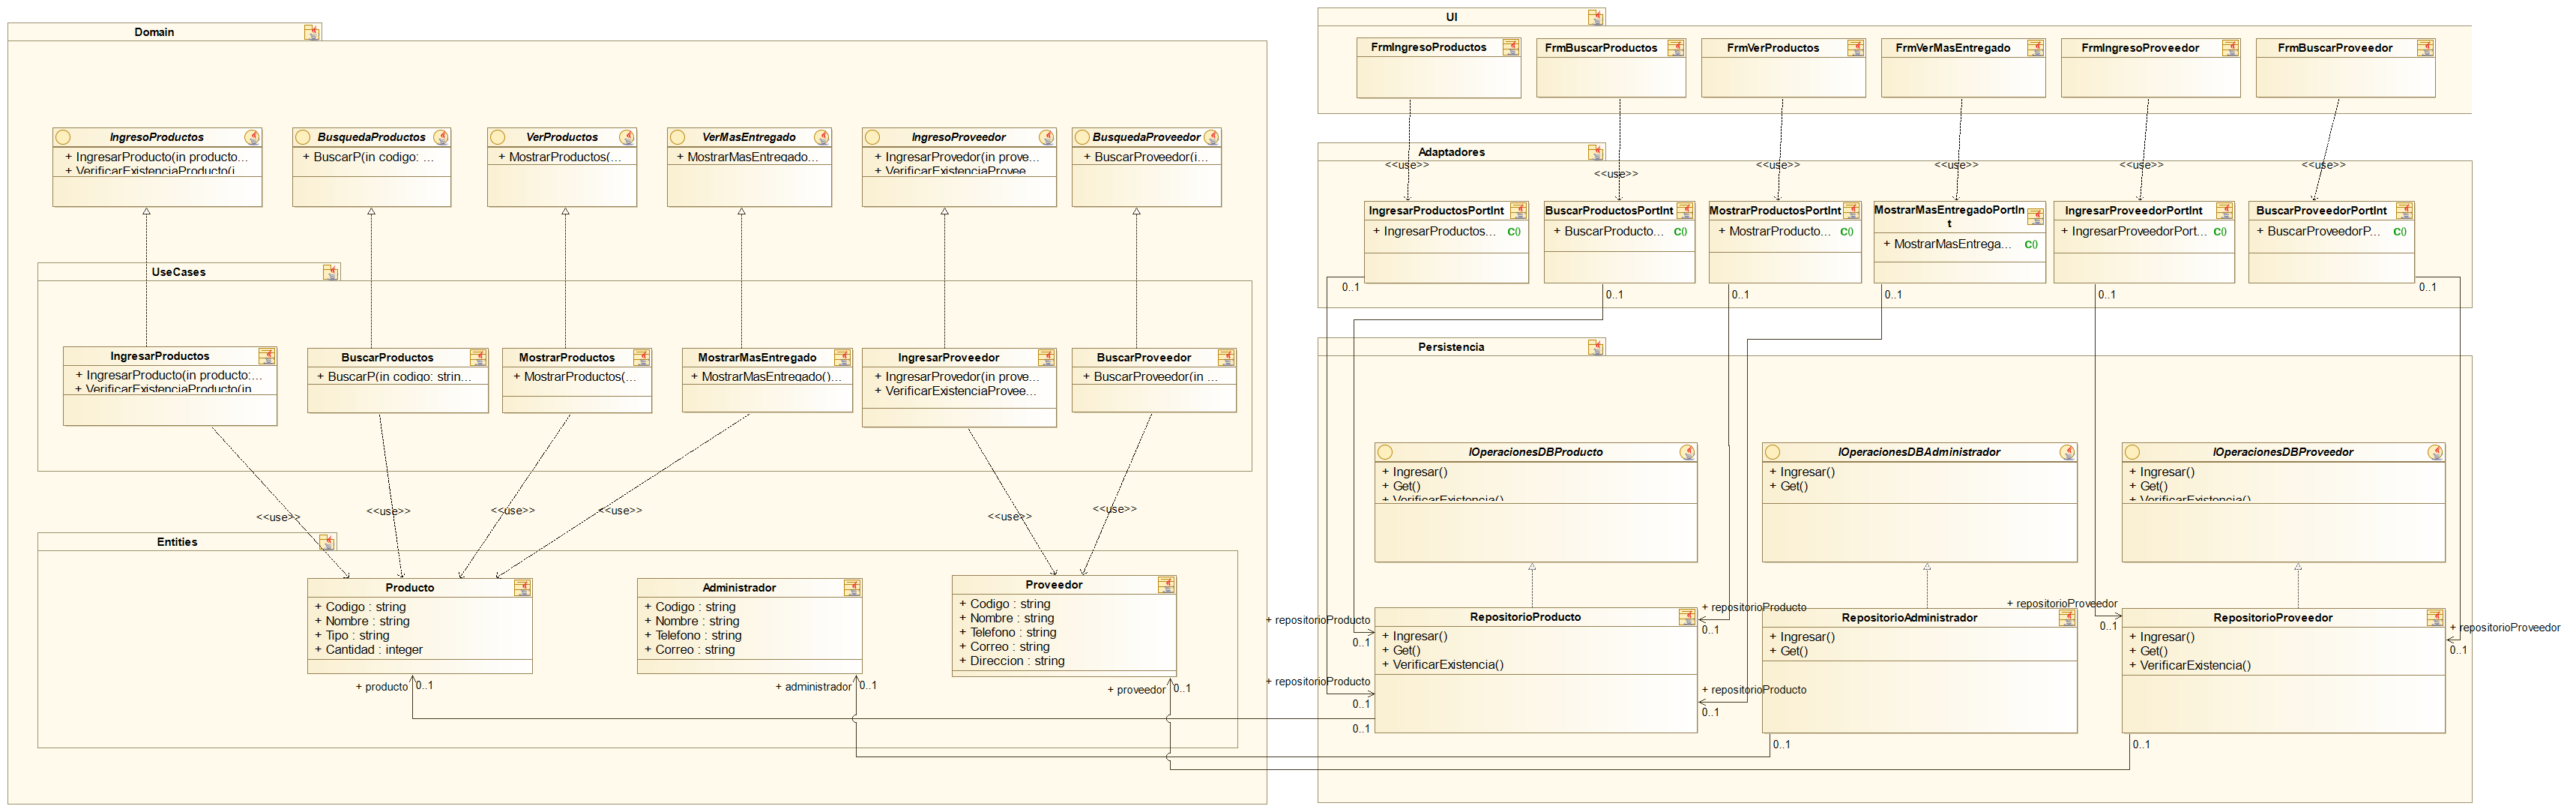 Domain
IngresoProductos
+ IngresarProducto(in producto...
+ VerificarExistenciaProducto(i
BusquedaProductos
+ BuscarP(in codigo: ...
VerProductos
+ MostrarProductos(...
VerMasEntregado
+ MostrarMasEntregado...
IngresoProveedor
+ IngresarProvedor(in prove...
+ VerificarExistenciaProvee
BusquedaProveedor
+ BuscarProveedor(i...
UseCases
IngresarProductos
+ IngresarProducto(in producto:...
+ VerificarExistenciaProducto(in
BuscarProductos
+ BuscarP(in codigo: strin...
MostrarProductos
+ MostrarProductos(...
MostrarMasEntregado
+ MostrarMasEntregado()...
IngresarProveedor
+ IngresarProvedor(in prove...
+ VerificarExistenciaProvee...
BuscarProveedor
+ BuscarProveedor(in ...
<<use>>
<<use>>
<<use>>
<<use>>
<<use>>
<<use>>
Entities
Producto
+ Codigo : string
+ Nombre : string
+ Tipo : string
+ Cantidad : integer
Administrador
+ Codigo : string
+ Nombre : string
+ Telefono : string
+ Correo : string
Proveedor
+ Codigo : string
+ Nombre : string
+ Telefono : string
+ Correo : string
+ Direccion : string
+ producto
0..1
+ administrador
0..1
+ proveedor
0..1
UI
FrmIngresoProductos
FrmBuscarProductos
FrmVerProductos
FrmVerMasEntregado
FrmIngresoProveedor
FrmBuscarProveedor
Adaptadores
<<use>>
<<use>>
<<use>>
<<use>>
<<use>>
<<use>>
IngresarProductosPortInt
+ IngresarProductos... C()
BuscarProductosPortInt
+ BuscarProducto... C()
MostrarProductosPortInt
+ MostrarProducto... C()
MostrarMasEntregadoPortIn
t
+ MostrarMasEntrega... C()
IngresarProveedorPortInt
+ IngresarProveedorPort... C()
BuscarProveedorPortInt
+ BuscarProveedorP... C()
0..1
0..1
0..1
0..1
0..1
0..1
Persistencia
IOperacionesDBProducto
+ Ingresar()
+ Get()
+ VerificarExistencia()
IOperacionesDBAdministrador
+ Ingresar()
+ Get()
IOperacionesDBProveedor
+ Ingresar()
+ Get()
+ VerificarExistencia()
RepositorioProducto
+ Ingresar()
+ Get()
+ VerificarExistencia()
RepositorioAdministrador
+ Ingresar()
+ Get()
RepositorioProveedor
+ Ingresar()
+ Get()
+ VerificarExistencia()
+ repositorioProducto
0..1
+ repositorioProducto
0..1
0..1
+ repositorioProducto
0..1
+ repositorioProducto
0..1
+ repositorioProveedor
0..1
+ repositorioProveedor
0..1
0..1
0..1